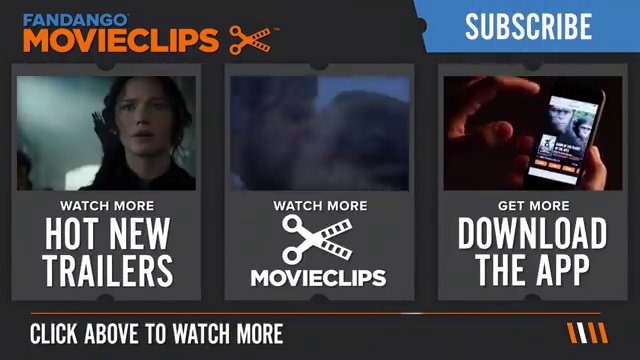 FANDANGO
MOVIECLIPS™
SUBSCRIBE
WATCH MORE
HOT NEW
TRAILERS
WATCH MORE
MOVIECLIPS
GET MORE
DOWNLOAD
THE APP
CLICK ABOVE TO WATCH MORE